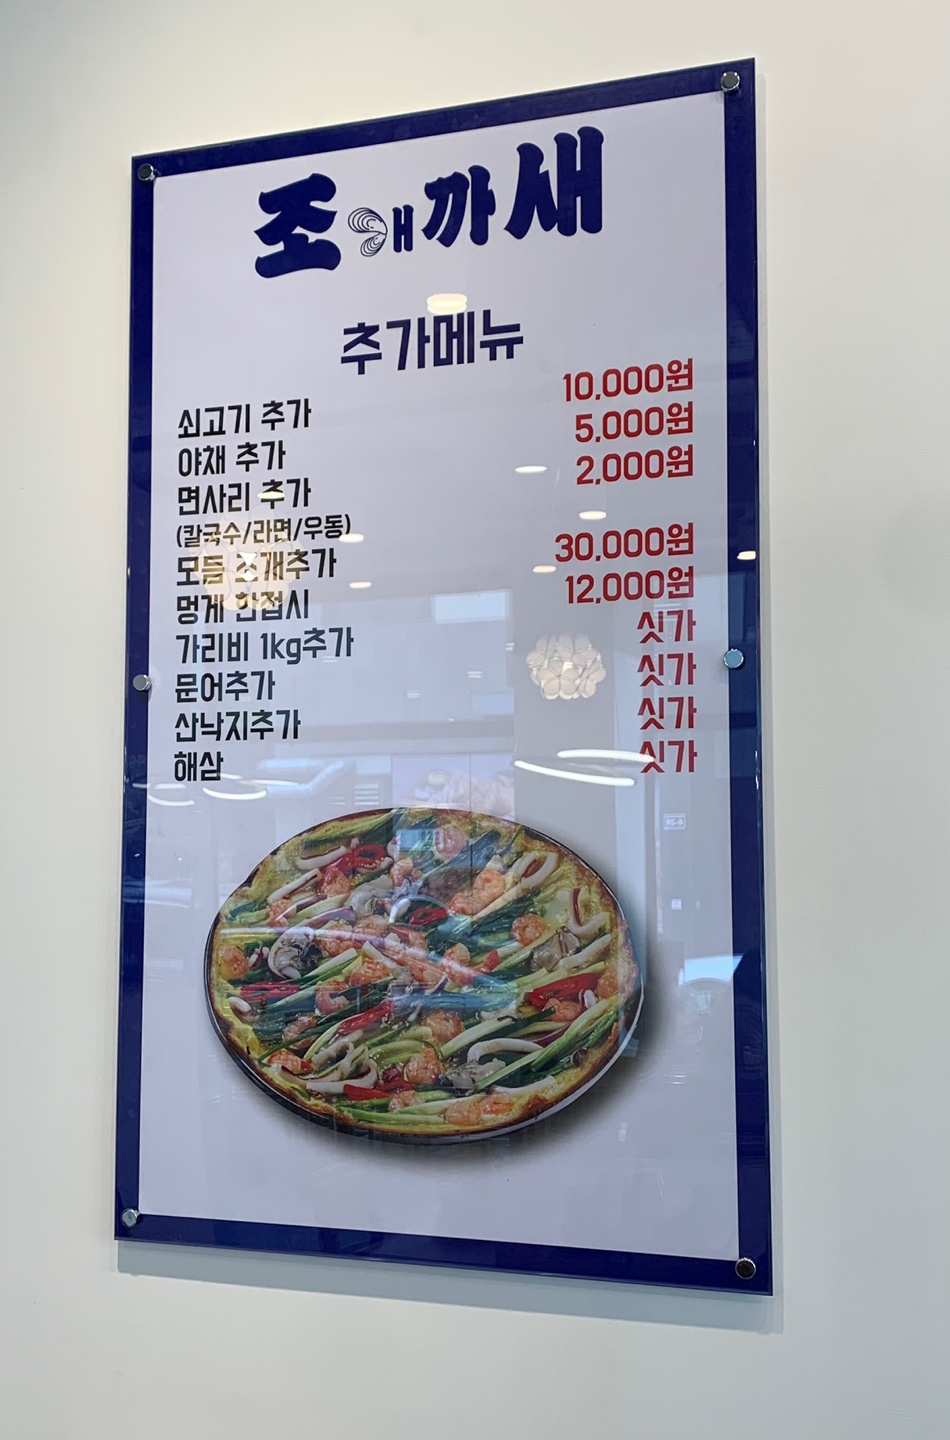 조개까새
추가메뉴
쇠고기 추가 10,000원
야채 추가 5,000원
면사리 추가 2,000원
(칼국수/라면/우동)
모듬 조개추가 30,000원
멍게 한접시 12,000원
가리비 1kg추가 싯가
문어추가 싯가
산낙지추가 싯가
해삼 싯가